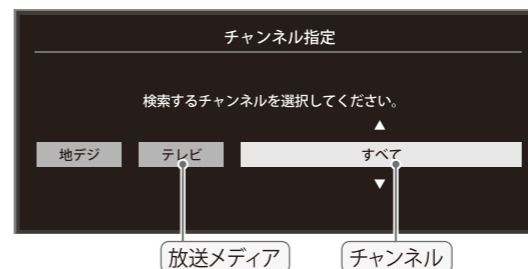 チャンネル指定
検索するチャンネルを選択してください。
▲
地デジ テレビ すべて
▼
放送メディア チャンネル